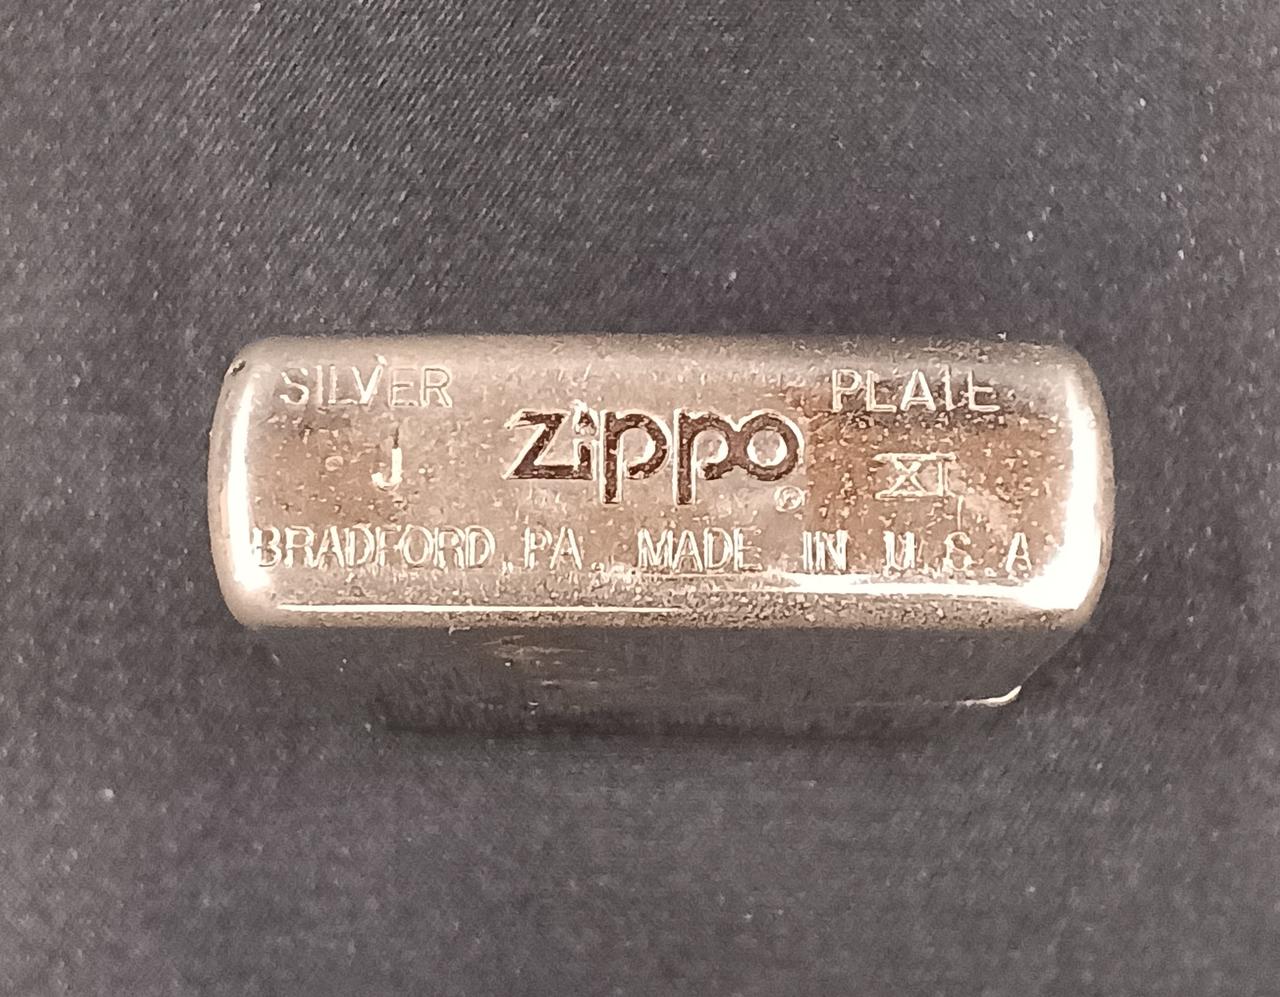 SILVER PLATE
J zippo ® XI
BRADFORD, PA. MADE IN U.S.A